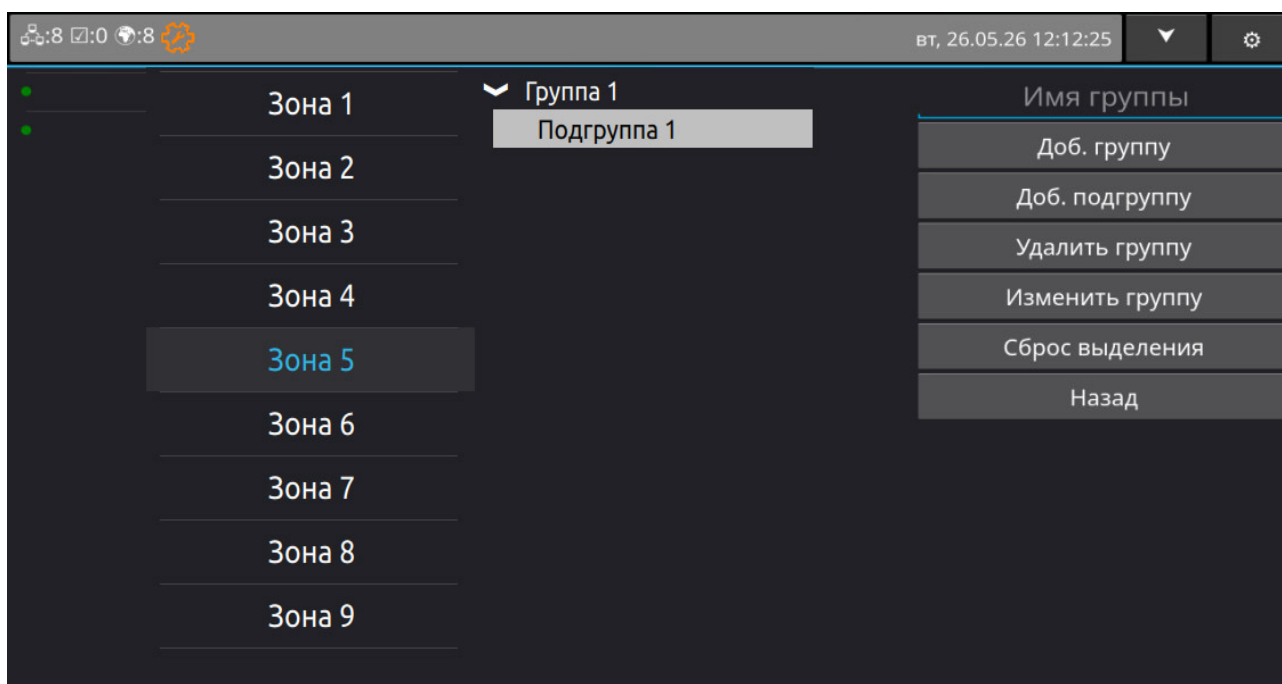 :8 ☑:0 :8 вт, 26.05.26 12:12:25
Зона 1
Зона 2
Зона 3
Зона 4
Зона 5
Зона 6
Зона 7
Зона 8
Зона 9
Группа 1
Подгруппа 1
Имя группы
Доб. группу
Доб. подгруппу
Удалить группу
Изменить группу
Сброс выделения
Назад